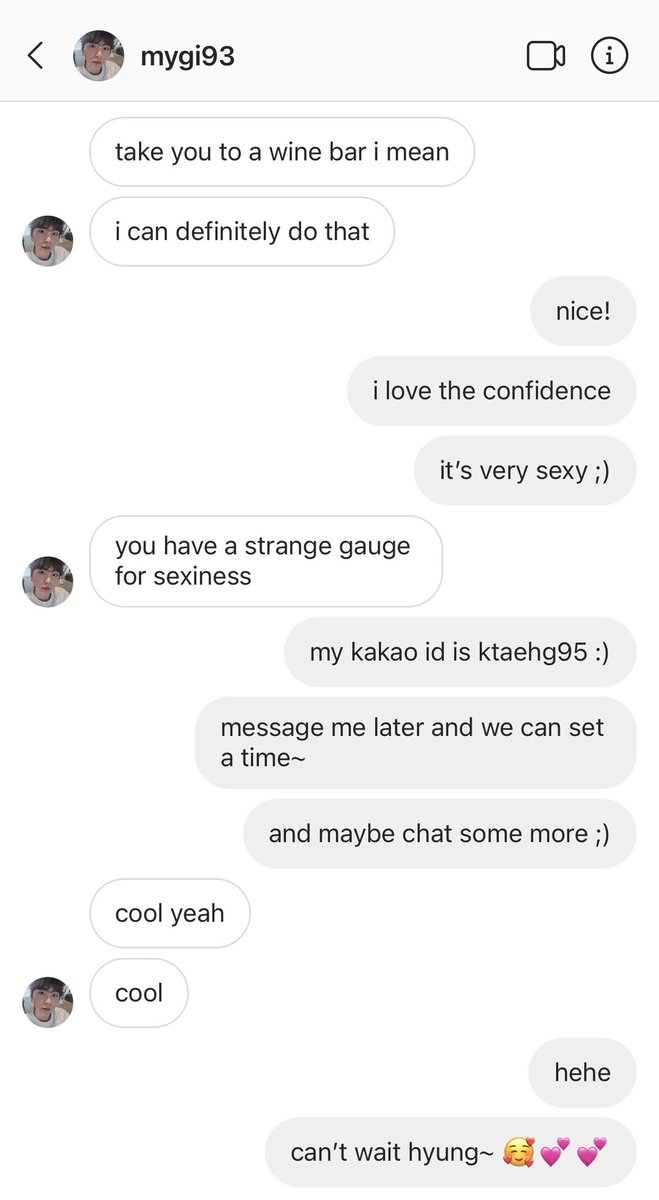 mygi93
take you to a wine bar i mean
i can definitely do that
nice!
i love the confidence
it’s very sexy ;)
you have a strange gauge
for sexiness
my kakao id is ktaehg95 :)
message me later and we can set
a time~
and maybe chat some more ;)
cool yeah
cool
hehe
can’t wait hyung~ 🥰💕💕